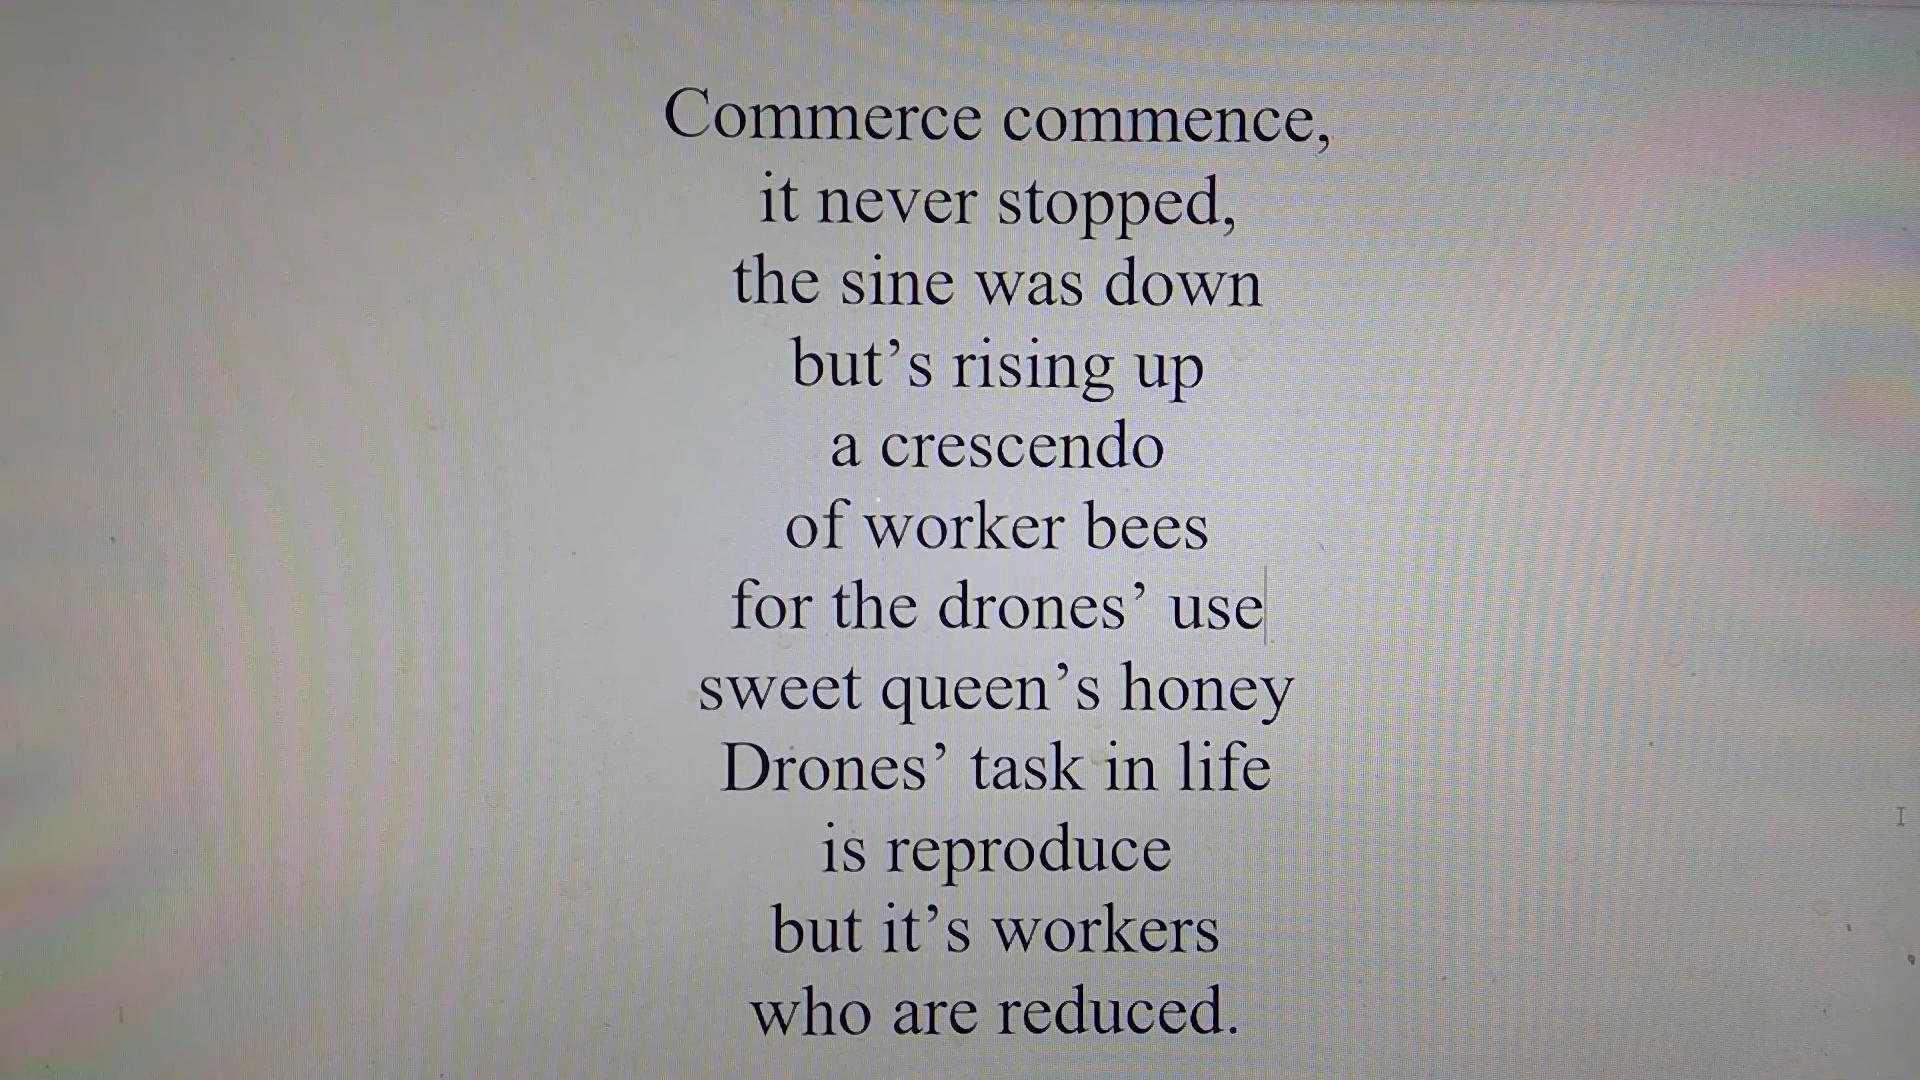 Commerce commence,
it never stopped,
the sine was down
but’s rising up
a crescendo
of worker bees
for the drones’ use
sweet queen’s honey
Drones’ task in life
is reproduce
but it’s workers
who are reduced.